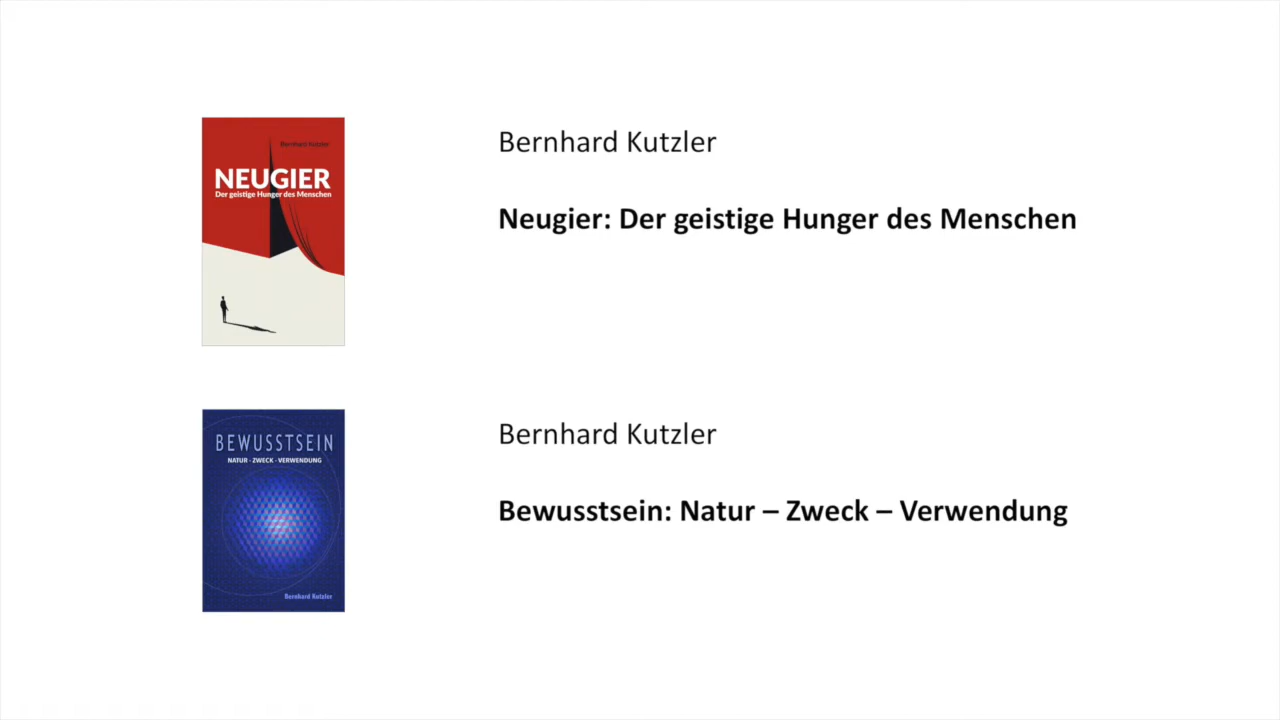 Bernhard Kutzler
NEUGIER
Der geistige Hunger des Menschen
Bernhard Kutzler
Neugier: Der geistige Hunger des Menschen
BEWUSSTSEIN
NATUR - ZWECK - VERWENDUNG
Bernhard Kutzler
Bernhard Kutzler
Bewusstsein: Natur – Zweck – Verwendung